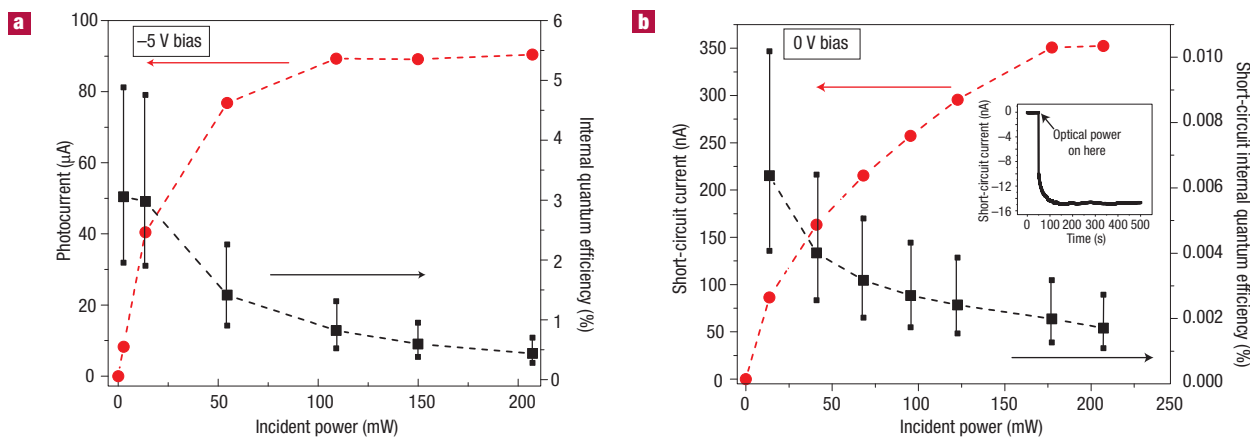 a
–5 V bias
100
80
60
40
20
0
Photocurrent (μA)
6
5
4
3
2
1
0
Internal quantum efficiency (%)
0 50 100 150 200
Incident power (mW)
b
0 V bias
350
300
250
200
150
100
50
0
Short-circuit current (nA)
0.010
0.008
0.006
0.004
0.002
0.000
Short-circuit internal quantum efficiency (%)
0 50 100 150 200 250
Incident power (mW)
Short-circuit current (nA)
0
–4
–8
–12
–16
Optical power
on here
0 100 200 300 400 500
Time (s)